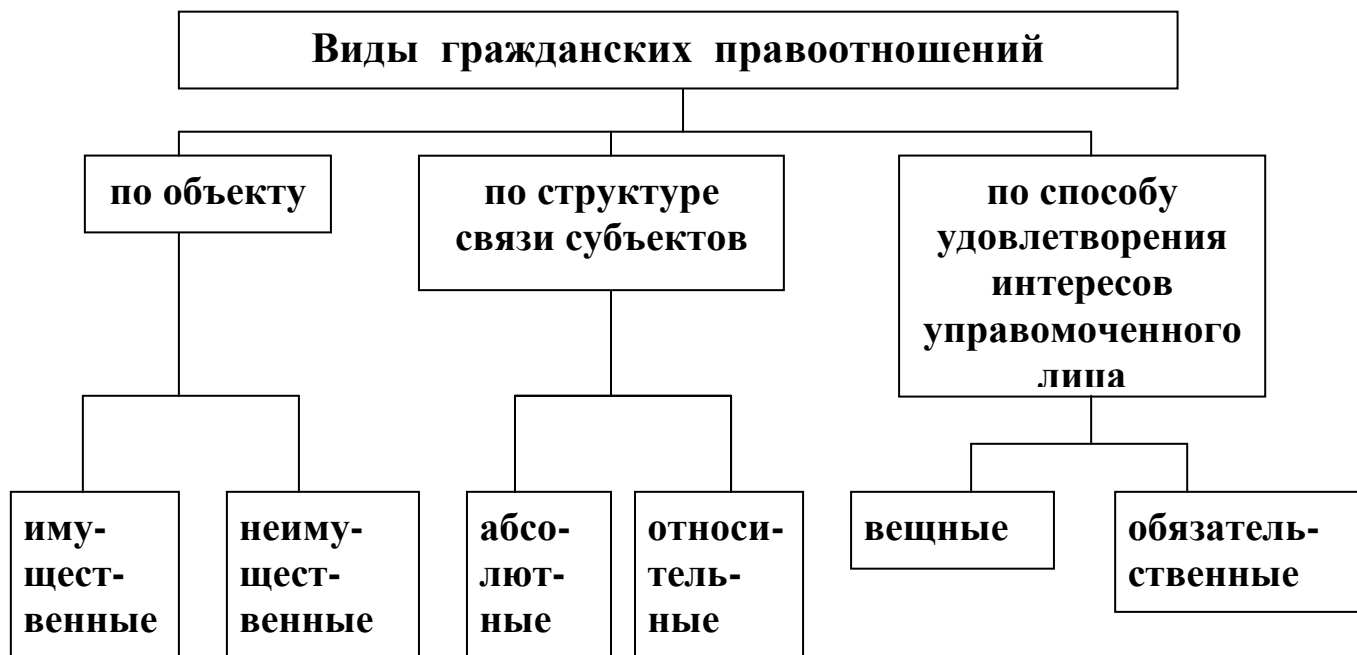 Виды гражданских правоотношений
по объекту
по структуре
связи субъектов
по способу
удовлетворения
интересов
управомоченного
лица
иму-
щест-
венные
неиму-
щест-
венные
абсо-
лют-
ные
относи-
тель-
ные
вещные
обязатель-
ственные